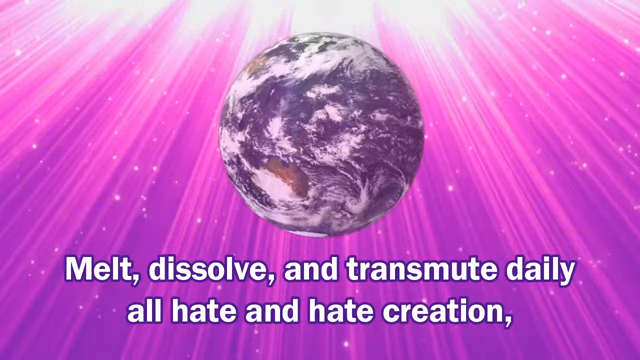 Melt, dissolve, and transmute daily
all hate and hate creation,